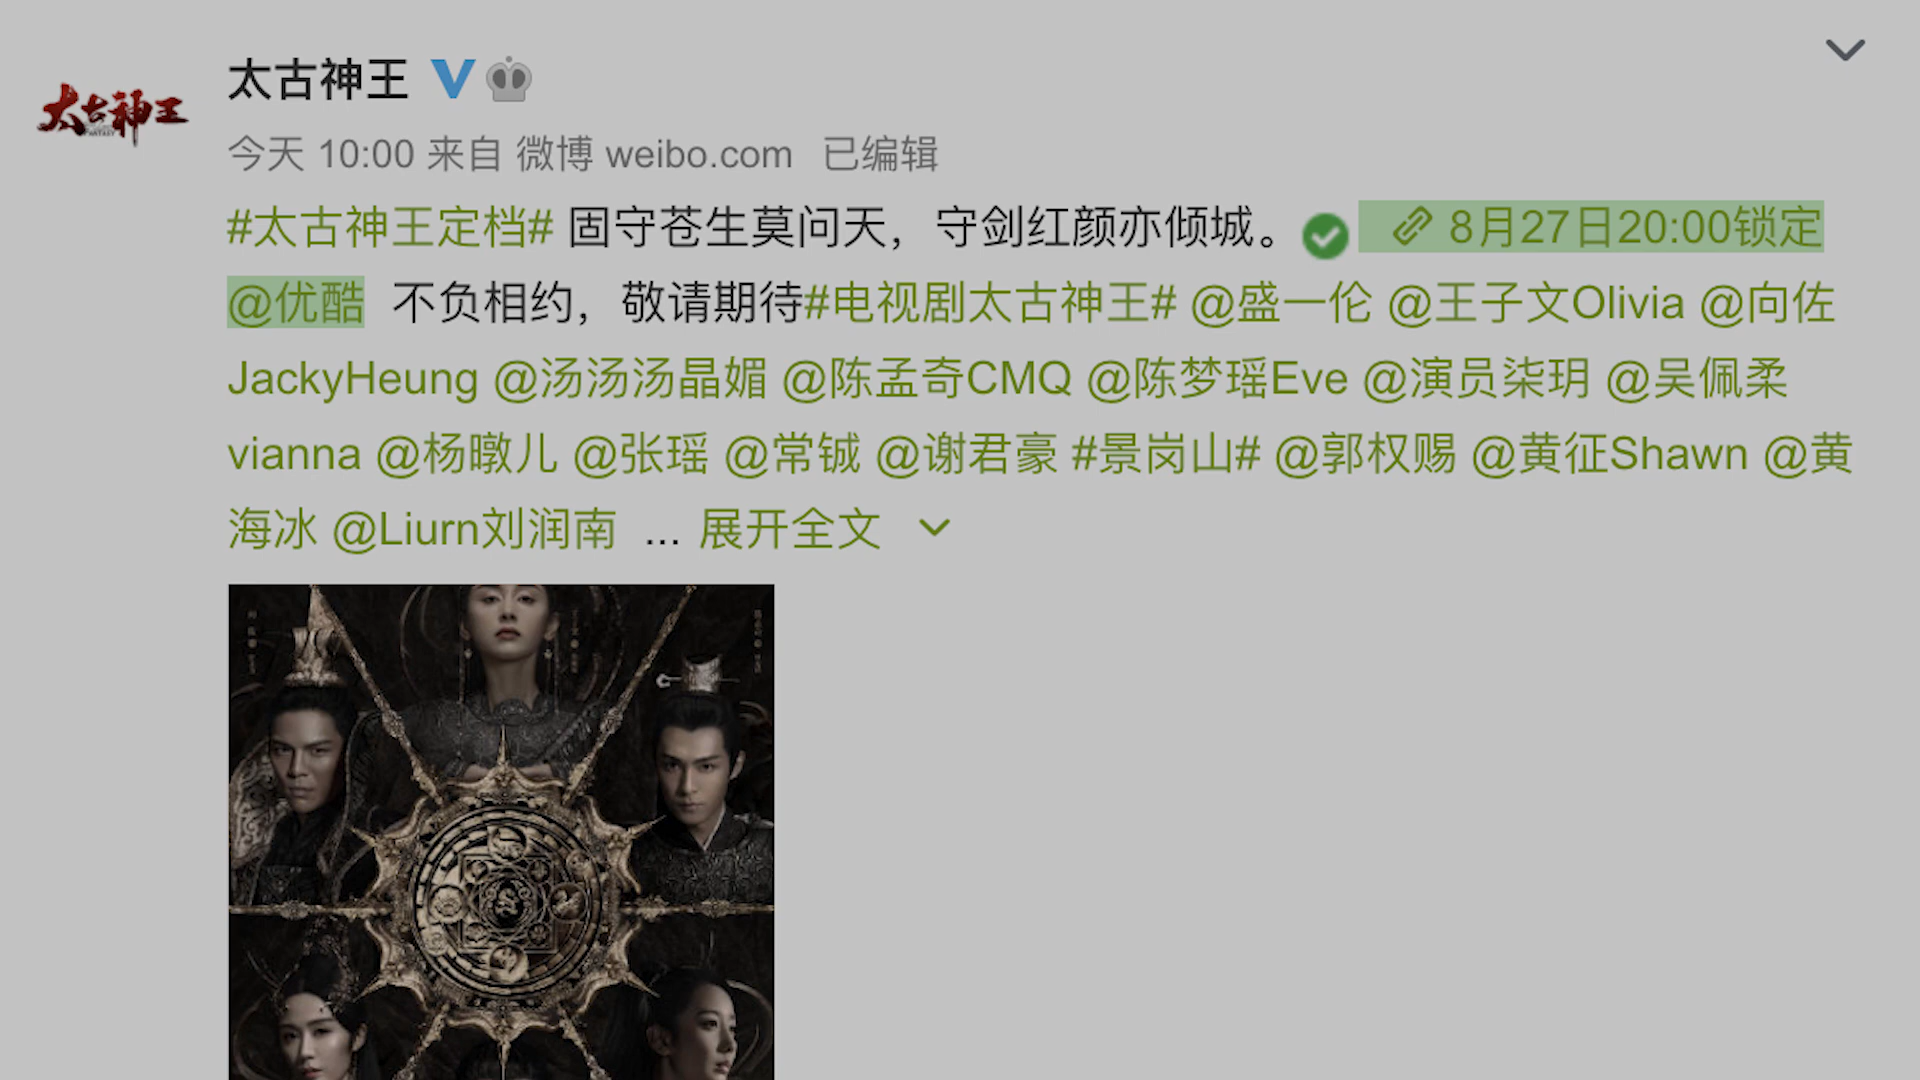 太古神王
太古神王
今天 10:00 来自 微博 weibo.com 已编辑
#太古神王定档# 固守苍生莫问天，守剑红颜亦倾城。 8月27日20:00锁定
@优酷 不负相约，敬请期待#电视剧太古神王# @盛一伦 @王子文Olivia @向佐
JackyHeung @汤汤汤晶媚 @陈孟奇CMQ @陈梦瑶Eve @演员柒玥 @吴佩柔
vianna @杨暾儿 @张瑶 @常铖 @谢君豪 #景岗山# @郭权赐 @黄征Shawn @黄
海冰 @Liurn刘润南 ... 展开全文